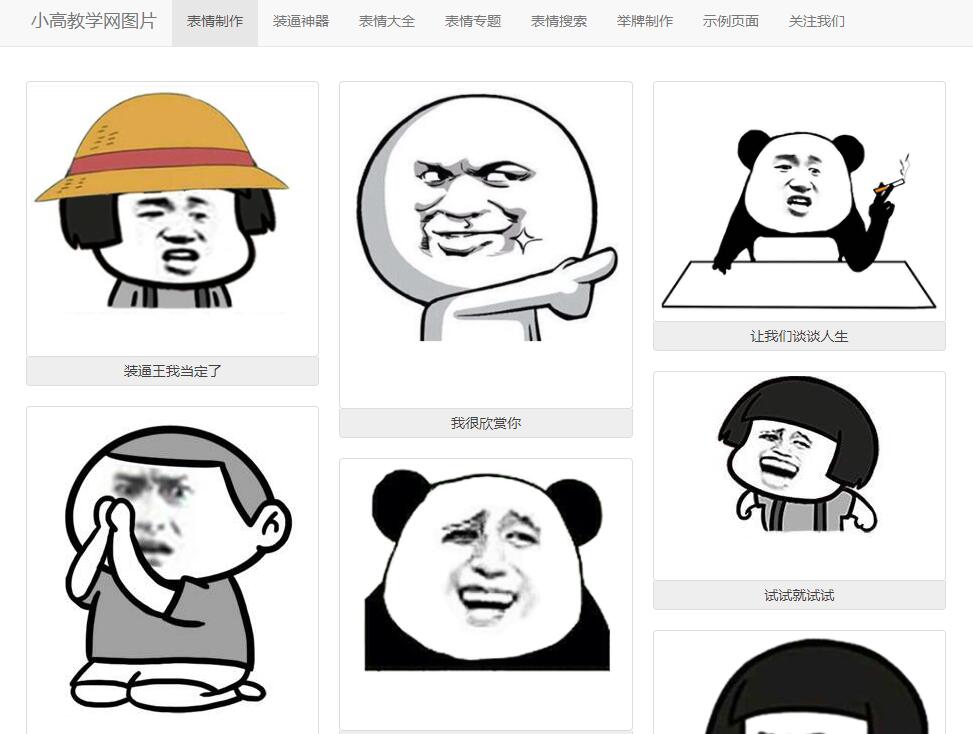 小高教学网图片 表情制作 装逼神器 表情大全 表情专题 表情搜索 举牌制作 示例页面 关注我们
让我们谈谈人生
装逼王我当定了
我很欣赏你
试试就试试